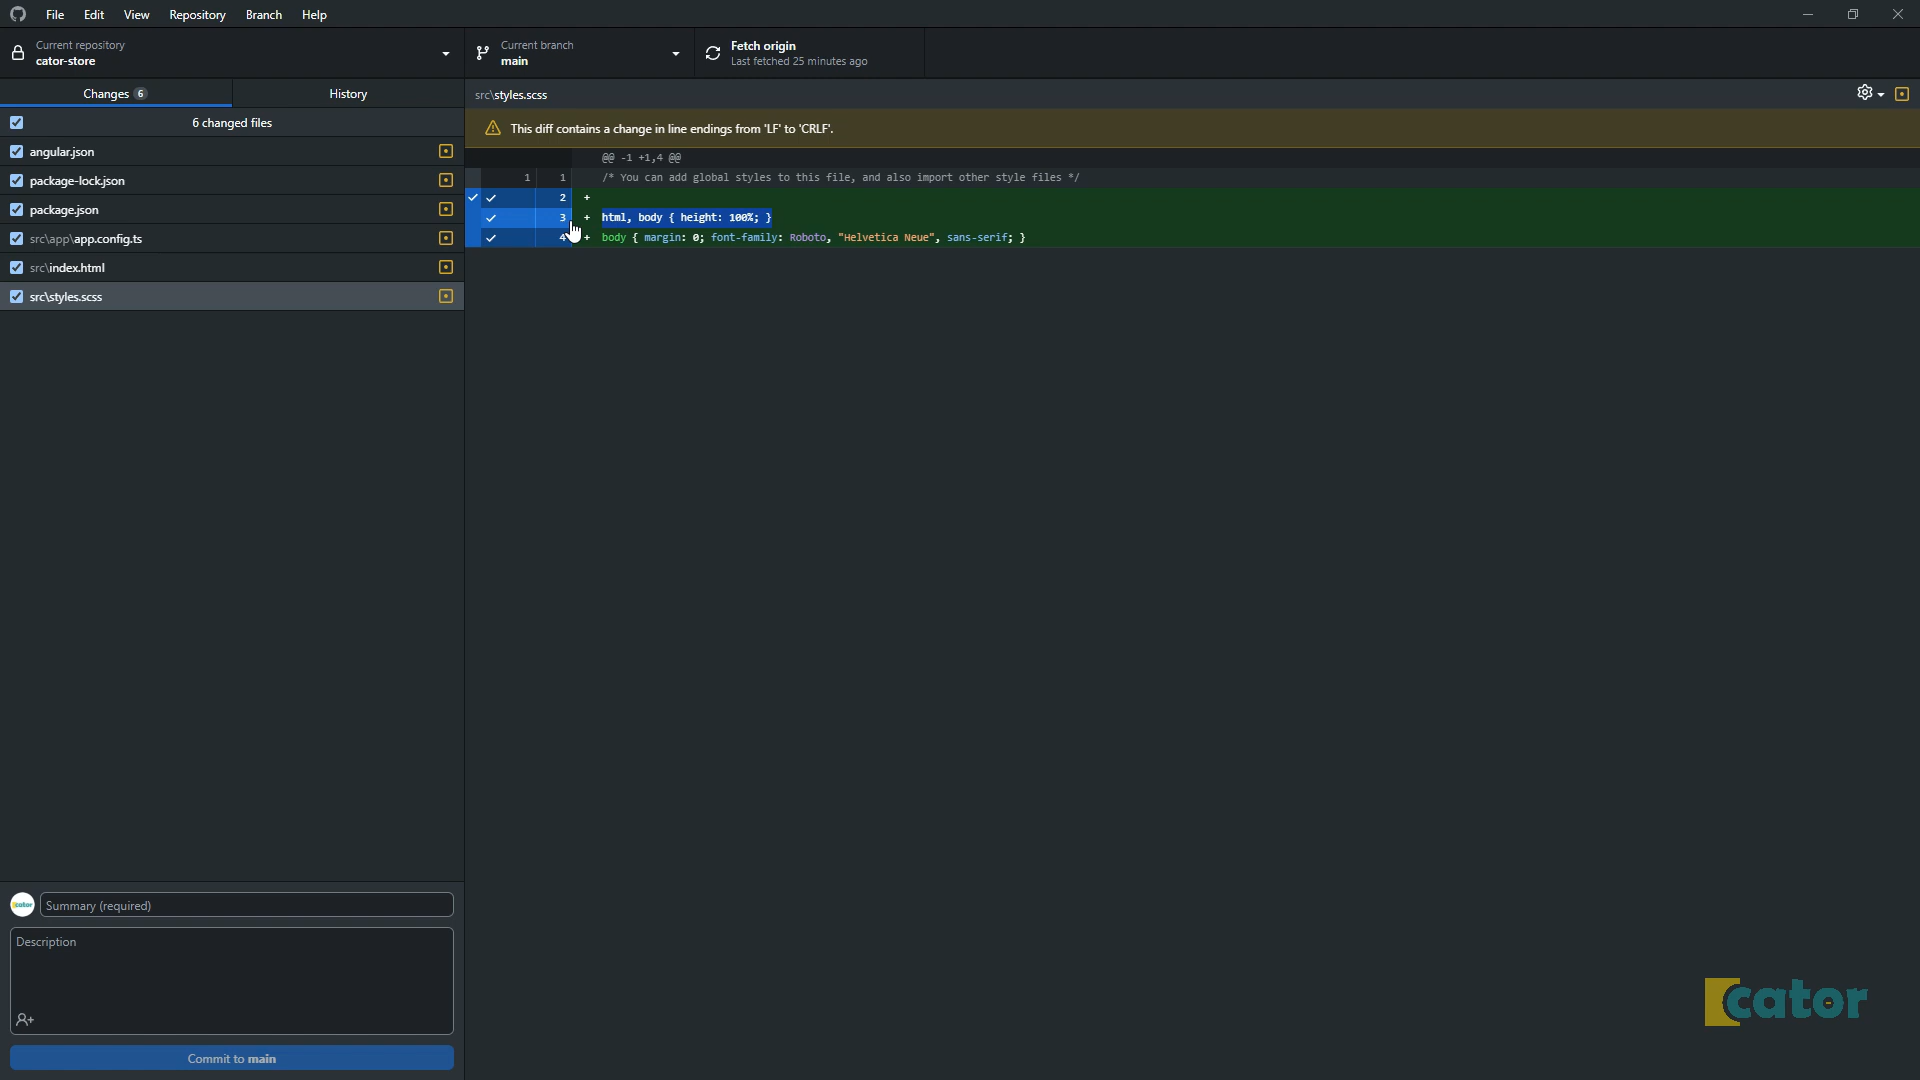 File Edit View Repository Branch Help
Current repository
cator-store
Current branch
main
Fetch origin
Last fetched 25 minutes ago
Changes 6
History
6 changed files
angular.json
package-lock.json
package.json
src\app\app.config.ts
src\index.html
src\styles.scss
src\styles.scss
This diff contains a change in line endings from 'LF' to 'CRLF'.
@@ -1 +1,4 @@
1 1 /* You can add global styles to this file, and also import other style files */
2 +
3 + html, body { height: 100%; }
4 + body { margin: 0; font-family: Roboto, "Helvetica Neue", sans-serif; }
cator
Summary (required)
Description
Commit to main
cator